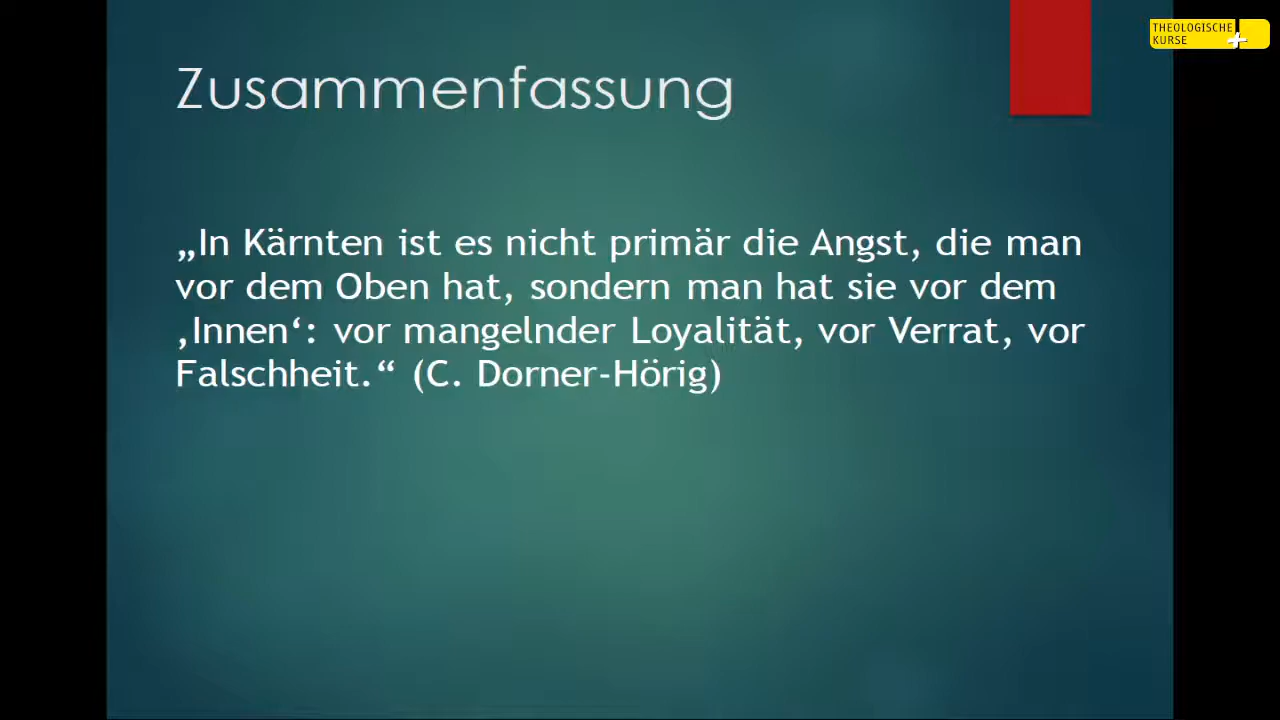 THEOLOGISCHE
KURSE
Zusammenfassung
„In Kärnten ist es nicht primär die Angst, die man
vor dem Oben hat, sondern man hat sie vor dem
‚Innen‘: vor mangelnder Loyalität, vor Verrat, vor
Falschheit.“ (C. Dorner-Hörig)